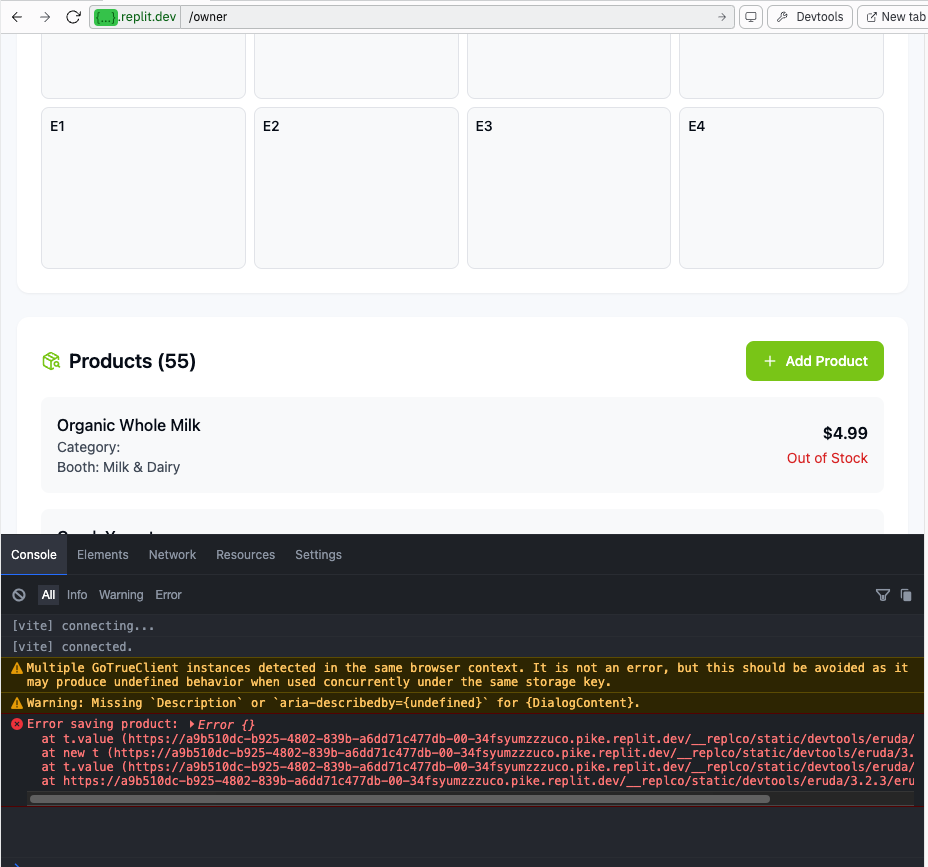 {...}.replit.dev /owner Devtools New tab
E1 E2 E3 E4
Products (55)
Add Product
Organic Whole Milk
Category:
Booth: Milk & Dairy
$4.99
Out of Stock
Console Elements Network Resources Settings
All Info Warning Error
[vite] connecting...
[vite] connected.
Multiple GoTrueClient instances detected in the same browser context. It is not an error, but this should be avoided as it
may produce undefined behavior when used concurrently under the same storage key.
Warning: Missing `Description` or `aria-describedby={undefined}` for {DialogContent}.
Error saving product: Error {}
at t.value (https://a9b510dc-b925-4802-839b-a6dd71c477db-00-34fsyumzzzuco.pike.replit.dev/__replco/static/devtools/eruda/
at new t (https://a9b510dc-b925-4802-839b-a6dd71c477db-00-34fsyumzzzuco.pike.replit.dev/__replco/static/devtools/eruda/3.
at t.value (https://a9b510dc-b925-4802-839b-a6dd71c477db-00-34fsyumzzzuco.pike.replit.dev/__replco/static/devtools/eruda/
at https://a9b510dc-b925-4802-839b-a6dd71c477db-00-34fsyumzzzuco.pike.replit.dev/__replco/static/devtools/eruda/3.2.3/eru